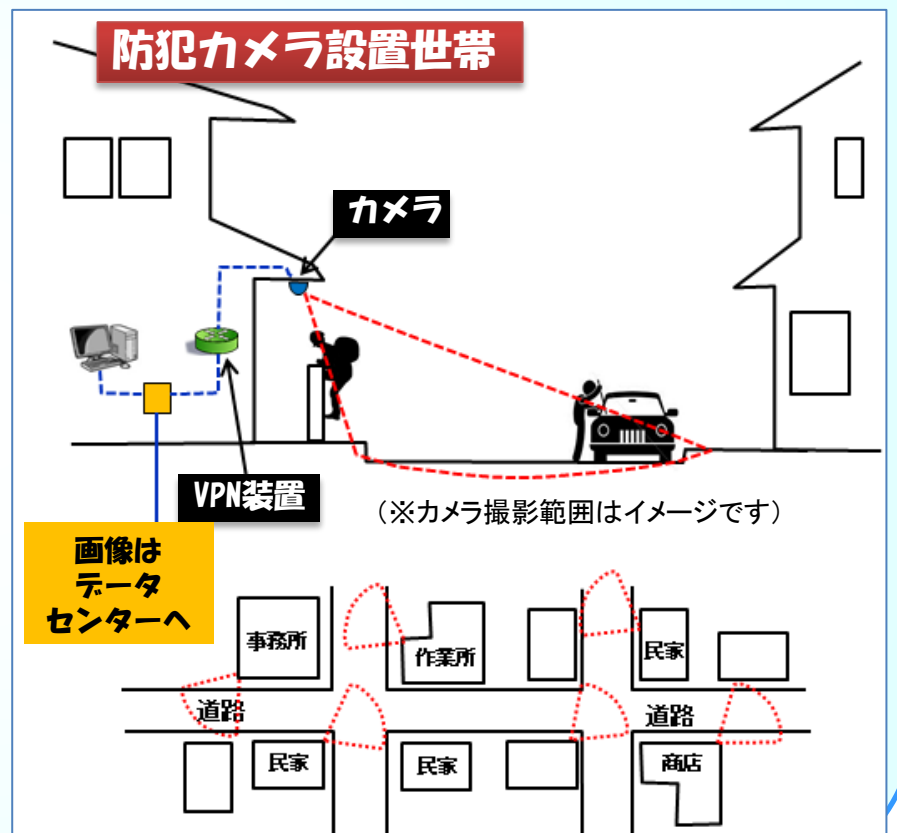 防犯カメラ設置世帯
カメラ
VPN装置
(※カメラ撮影範囲はイメージです)
画像は
データ
センターへ
事務所
作業所
民家
道路
道路
民家
民家
商店